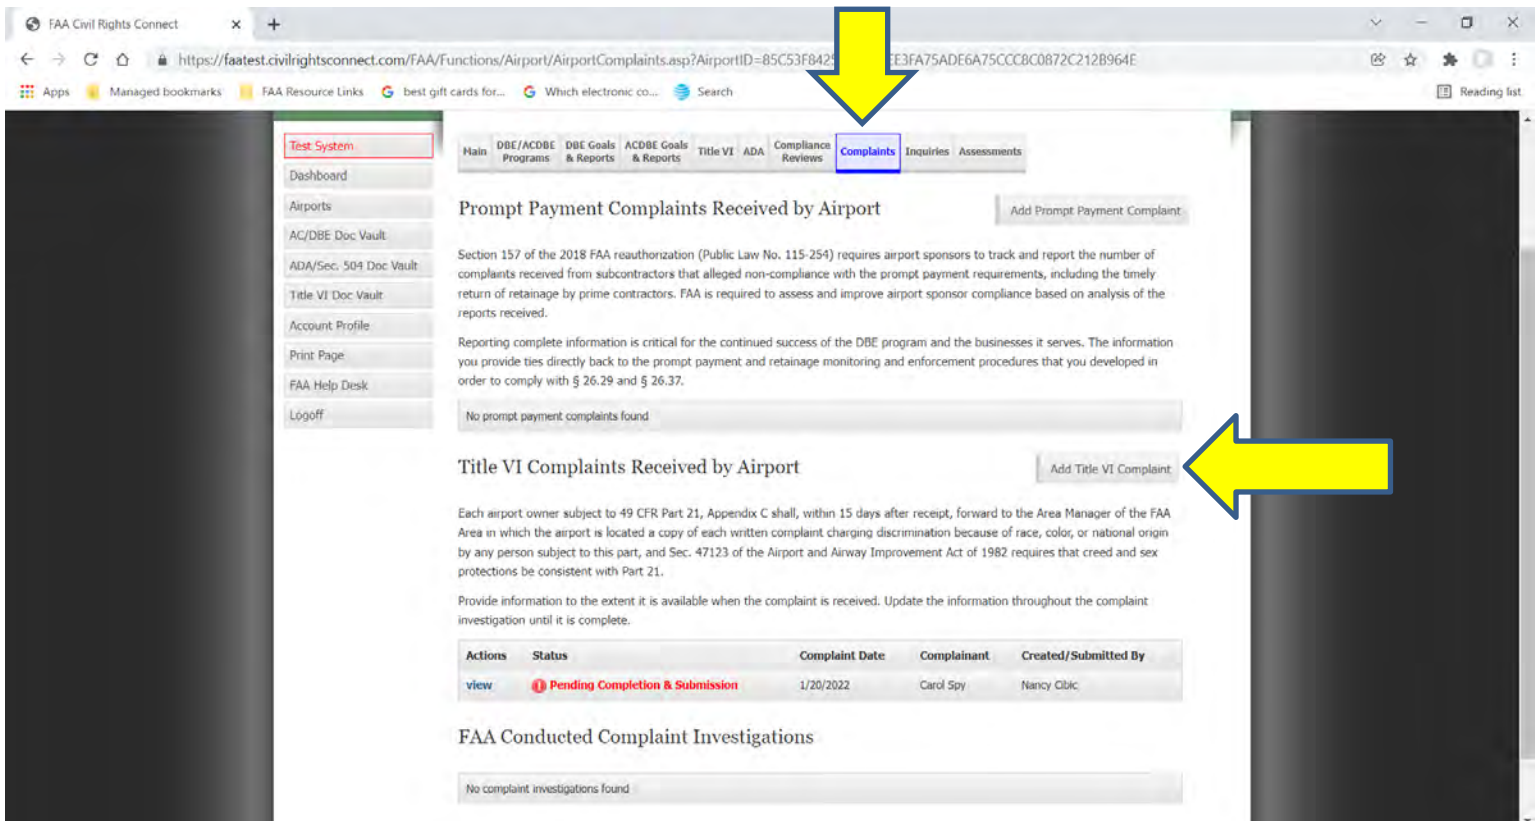 FAA Civil Rights Connect
https://faatest.civilrightsconnect.com/FAA/Functions/Airport/AirportComplaints.asp?AirportID=85C53F842 E3FA75ADE6A75CCC8C0872C212B964E
Apps Managed bookmarks FAA Resource Links best gift cards for... Which electronic co... Search Reading list
Test System
Dashboard
Airports
AC/DBE Doc Vault
ADA/Sec. 504 Doc Vault
Title VI Doc Vault
Account Profile
Print Page
FAA Help Desk
Logoff
Main DBE/ACDBE Programs DBE Goals & Reports ACDBE Goals & Reports Title VI ADA Compliance Reviews Complaints Inquiries Assessments
Prompt Payment Complaints Received by Airport
Add Prompt Payment Complaint
Section 157 of the 2018 FAA reauthorization (Public Law No. 115-254) requires airport sponsors to track and report the number of
complaints received from subcontractors that alleged non-compliance with the prompt payment requirements, including the timely
return of retainage by prime contractors. FAA is required to assess and improve airport sponsor compliance based on analysis of the
reports received.
Reporting complete information is critical for the continued success of the DBE program and the businesses it serves. The information
you provide ties directly back to the prompt payment and retainage monitoring and enforcement procedures that you developed in
order to comply with § 26.29 and § 26.37.
No prompt payment complaints found
Title VI Complaints Received by Airport
Add Title VI Complaint
Each airport owner subject to 49 CFR Part 21, Appendix C shall, within 15 days after receipt, forward to the Area Manager of the FAA
Area in which the airport is located a copy of each written complaint charging discrimination because of race, color, or national origin
by any person subject to this part, and Sec. 47123 of the Airport and Airway Improvement Act of 1982 requires that creed and sex
protections be consistent with Part 21.
Provide information to the extent it is available when the complaint is received. Update the information throughout the complaint
investigation until it is complete.
Actions Status Complaint Date Complainant Created/Submitted By
view Pending Completion & Submission 1/20/2022 Carol Spy Nancy Cibic
FAA Conducted Complaint Investigations
No complaint investigations found